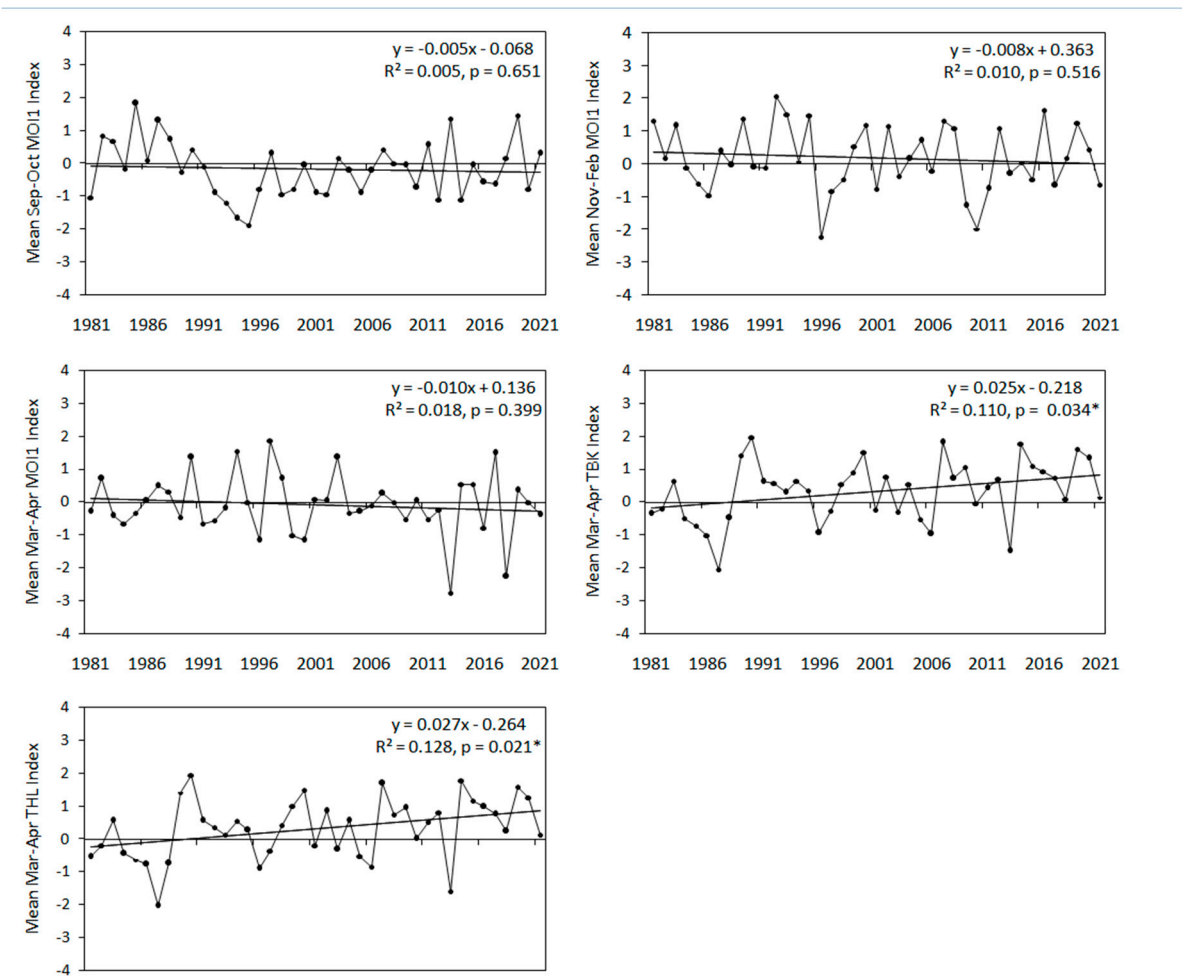 Mean Sep-Oct MOI1 Index
4
3
2
1
0
-1
-2
-3
-4
y = -0.005x - 0.068
R² = 0.005, p = 0.651
1981 1986 1991 1996 2001 2006 2011 2016 2021
Mean Nov-Feb MOI1 Index
4
3
2
1
0
-1
-2
-3
-4
y = -0.008x + 0.363
R² = 0.010, p = 0.516
1981 1986 1991 1996 2001 2006 2011 2016 2021
Mean Mar-Apr MOI1 Index
4
3
2
1
0
-1
-2
-3
-4
y = -0.010x + 0.136
R² = 0.018, p = 0.399
1981 1986 1991 1996 2001 2006 2011 2016 2021
Mean Mar-Apr TBK Index
4
3
2
1
0
-1
-2
-3
-4
y = 0.025x - 0.218
R² = 0.110, p = 0.034*
1981 1986 1991 1996 2001 2006 2011 2016 2021
Mean Mar-Apr THL Index
4
3
2
1
0
-1
-2
-3
-4
y = 0.027x - 0.264
R² = 0.128, p = 0.021*